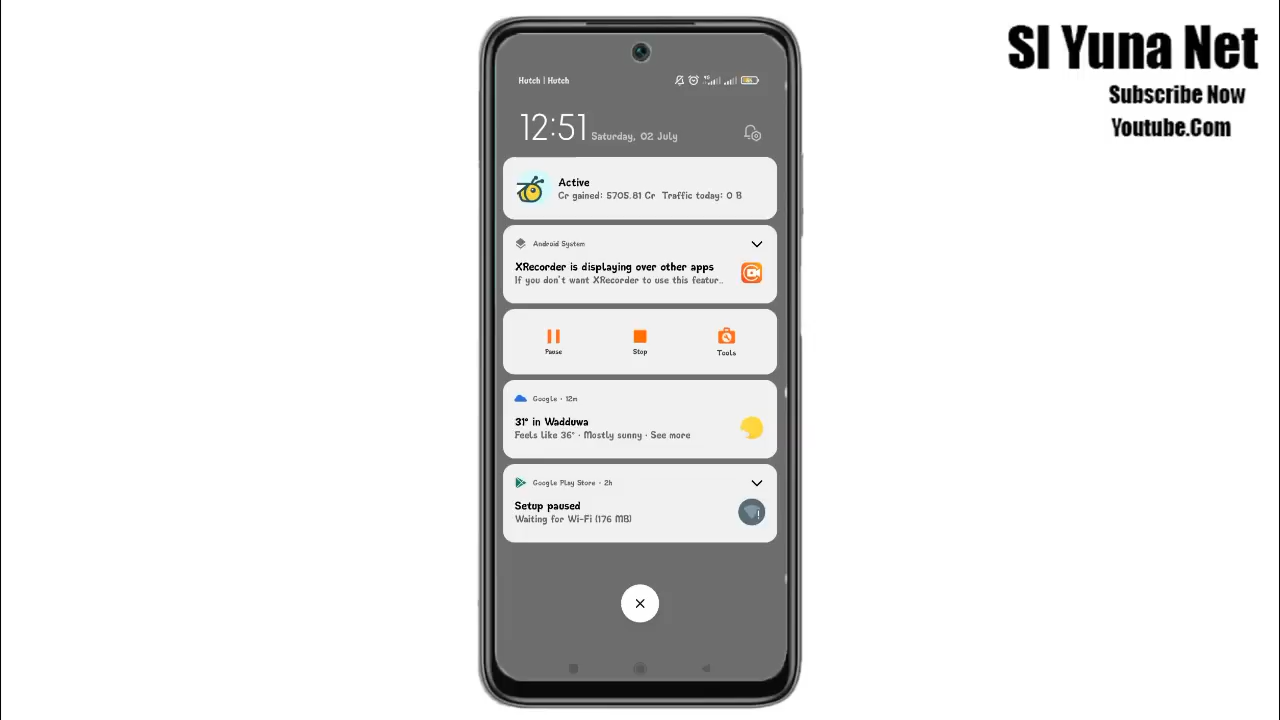 SI Yuna Net
Subscribe Now
Youtube.Com
Hutch | Hutch
4G
12:51 Saturday, 02 July
Active
Cr gained: 5705.81 Cr Traffic today: 0 B
Android System
XRecorder is displaying over other apps
If you don't want XRecorder to use this featur..
Pause Stop Tools
Google · 12m
31° in Wadduwa
Feels like 36° · Mostly sunny · See more
Google Play Store · 2h
Setup paused
Waiting for Wi-Fi (176 MB)